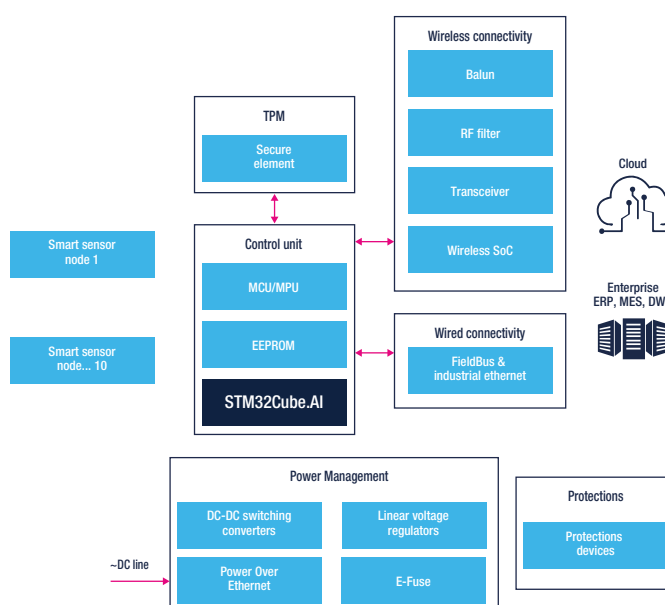 Wireless connectivity
Balun
RF filter
Transceiver
Wireless SoC
TPM
Secure
element
Cloud
Smart sensor
node 1
Control unit
MCU/MPU
EEPROM
STM32Cube.AI
Enterprise
ERP, MES, DW
Smart sensor
node... 10
Wired connectivity
FieldBus &
industrial ethernet
Power Management
DC-DC switching
converters
Linear voltage
regulators
~DC line
Power Over
Ethernet
E-Fuse
Protections
Protections
devices